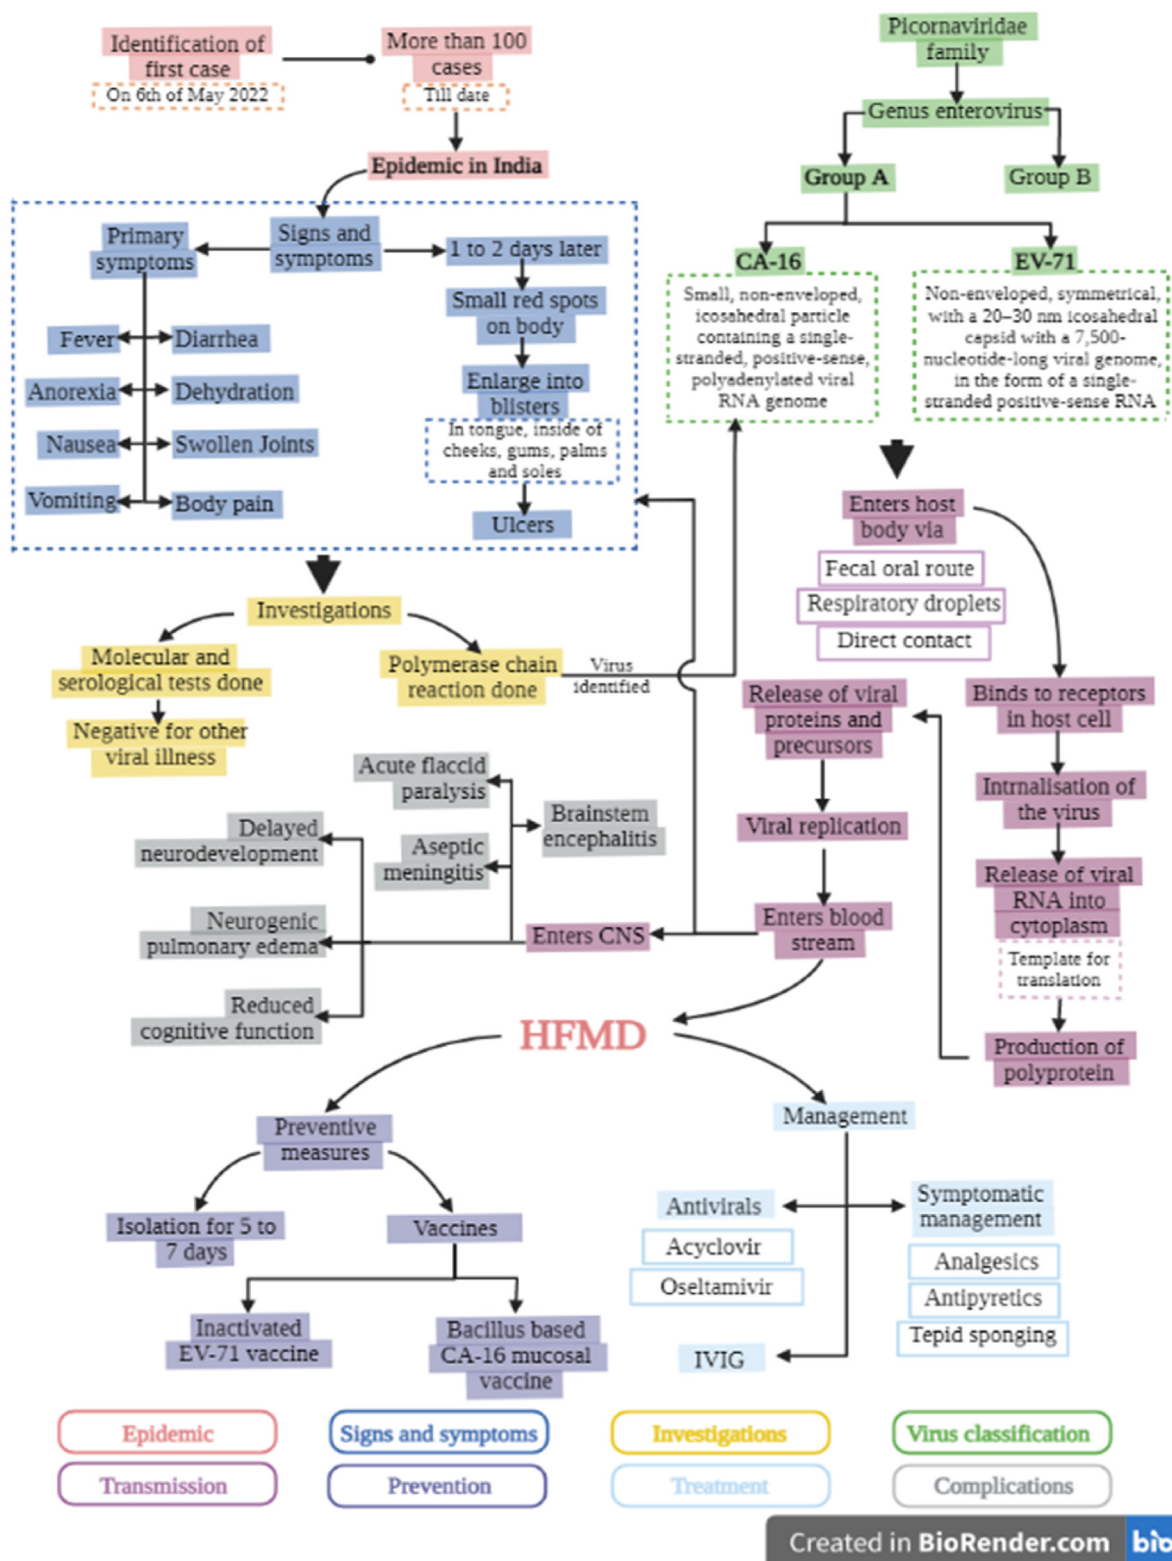 Identification of
first case
On 6th of May 2022
More than 100
cases
Till date
Epidemic in India
Picornaviridae
family
Genus enterovirus
Group A
Group B
CA-16
Small, non-enveloped,
icosahedral particle
containing a single-
stranded, positive-sense,
polyadenylated viral
RNA genome
EV-71
Non-enveloped, symmetrical,
with a 20–30 nm icosahedral
capsid with a 7,500-
nucleotide-long viral genome,
in the form of a single-
stranded positive-sense RNA
Primary
symptoms
Signs and
symptoms
1 to 2 days later
Fever
Diarrhea
Anorexia
Dehydration
Nausea
Swollen Joints
Vomiting
Body pain
Small red spots
on body
Enlarge into
blisters
In tongue, inside of
cheeks, gums, palms
and soles
Ulcers
Investigations
Molecular and
serological tests done
Negative for other
viral illness
Polymerase chain
reaction done
Virus
identified
Enters host
body via
Fecal oral route
Respiratory droplets
Direct contact
Binds to receptors
in host cell
Intrnalisation of
the virus
Release of viral
RNA into
cytoplasm
Template for
translation
Production of
polyprotein
Release of viral
proteins and
precursors
Viral replication
Enters blood
stream
Enters CNS
Acute flaccid
paralysis
Brainstem
encephalitis
Aseptic
meningitis
Delayed
neurodevelopment
Neurogenic
pulmonary edema
Reduced
cognitive function
HFMD
Preventive
measures
Isolation for 5 to
7 days
Vaccines
Inactivated
EV-71 vaccine
Bacillus based
CA-16 mucosal
vaccine
Management
Antivirals
Acyclovir
Oseltamivir
Symptomatic
management
Analgesics
Antipyretics
Tepid sponging
IVIG
Epidemic
Signs and symptoms
Investigations
Virus classification
Transmission
Prevention
Treatment
Complications
Created in BioRender.com bio